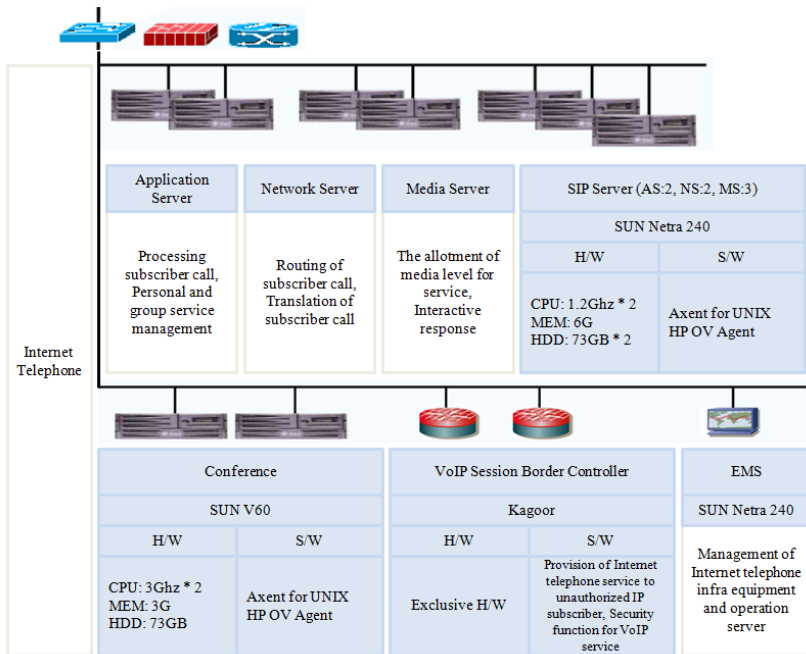 Internet
Telephone
Application
Server
Processing
subscriber call,
Personal and
group service
management
Network Server
Routing of
subscriber call,
Translation of
subscriber call
Media Server
The allotment of
media level for
service,
Interactive
response
SIP Server (AS:2, NS:2, MS:3)
SUN Netra 240
H/W
CPU: 1.2Ghz * 2
MEM: 6G
HDD: 73GB * 2
S/W
Axent for UNIX
HP OV Agent
Conference
SUN V60
H/W
CPU: 3Ghz * 2
MEM: 3G
HDD: 73GB
S/W
Axent for UNIX
HP OV Agent
VoIP Session Border Controller
Kagoor
H/W
Exclusive H/W
S/W
Provision of Internet
telephone service to
unauthorized IP
subscriber, Security
function for VoIP
service
EMS
SUN Netra 240
Management of
Internet telephone
infra equipment
and operation
server